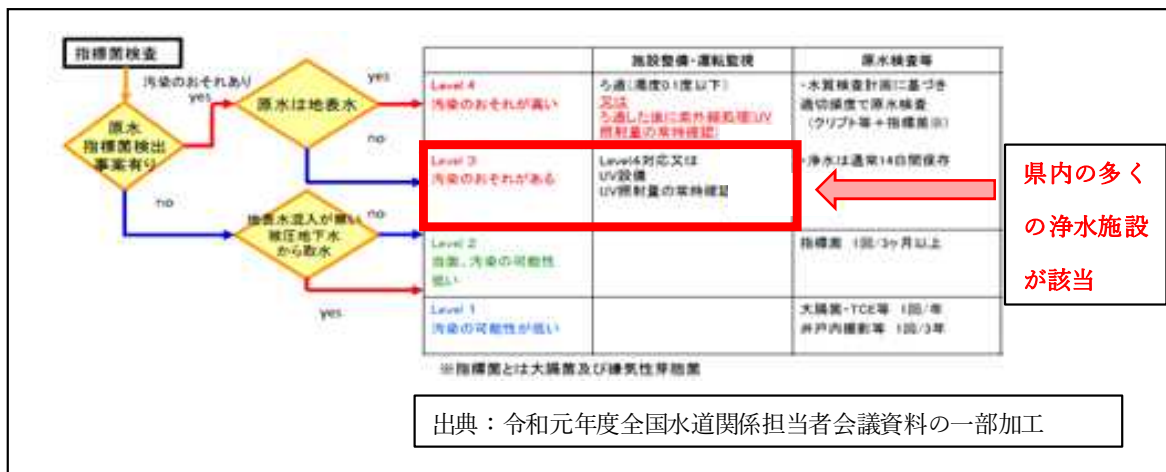 指標菌検査
汚染のおそれあり
yes
原水は地表水
yes
no
原水
指標菌検出
事案有り
no
地表水混入が無い
被圧地下水
から取水
no
yes
施設整備・運転監視
原水検査等
Level 4
汚染のおそれが高い
ろ過(濁度0.1度以下)
又は
ろ過した後に紫外線処理(UV
照射量の常時確認)
・水質検査計画に基づき
適切頻度で原水検査
(クリプト等+指標菌※)
Level 3
汚染のおそれがある
Level4対応又は
UV設備
UV照射量の常時確認
・浄水は通常14日間保存
Level 2
当面、汚染の可能性
低い
指標菌 1回/3ヶ月以上
Level 1
汚染の可能性が低い
大腸菌・TCE等 1回/年
井戸内撮影等 1回/3年
※指標菌とは大腸菌及び嫌気性芽胞菌
県内の多く
の浄水施設
が該当
出典：令和元年度全国水道関係担当者会議資料の一部加工